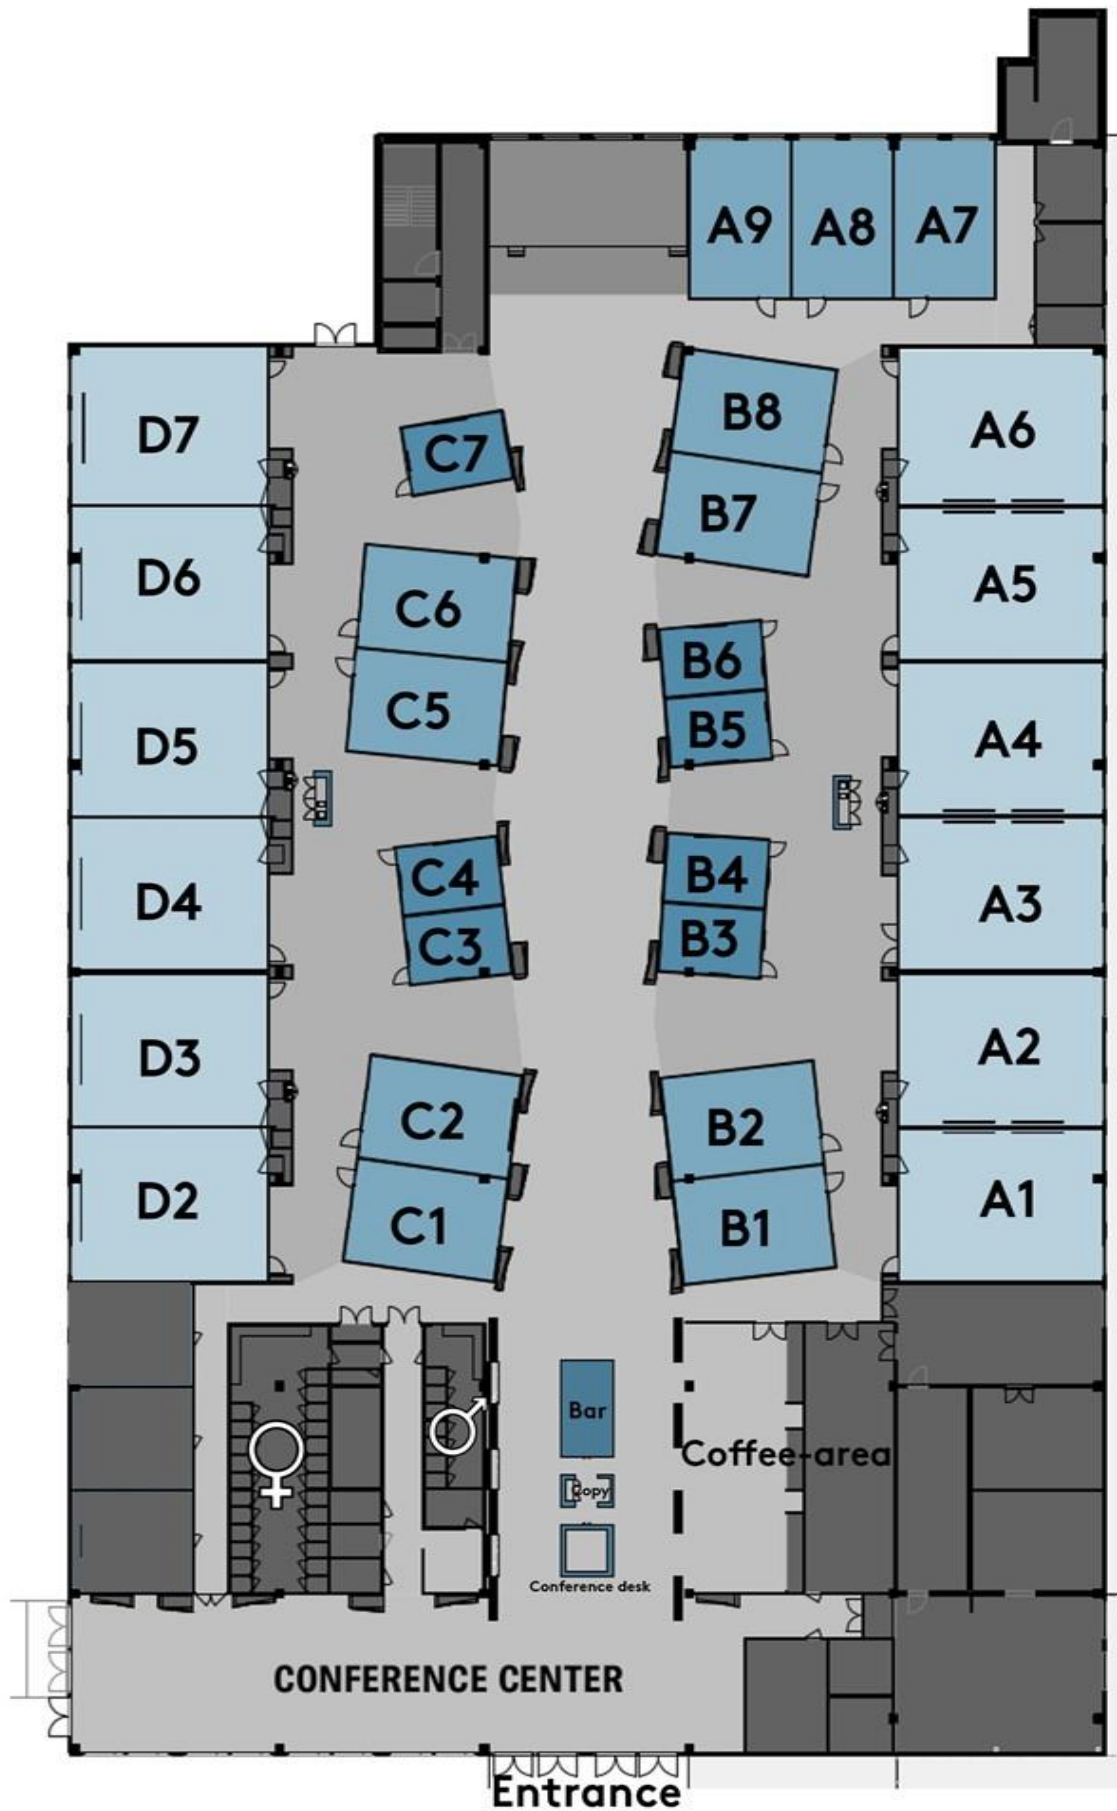 A9 A8 A7
D7 C7 B8 A6
B7
D6 C6 A5
B6
D5 C5 B5 A4
D4 C4 B4 A3
C3 B3
D3 A2
C2 B2
D2 C1 B1 A1
Bar
Coffee-area
Copy
Conference desk
CONFERENCE CENTER
Entrance